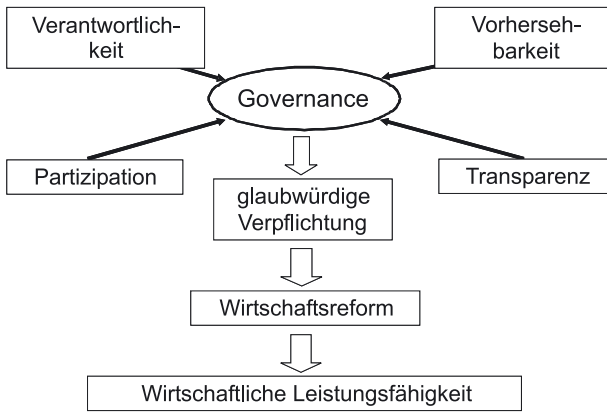 Verantwortlich-
keit
Vorherseh-
barkeit
Governance
Partizipation
Transparenz
glaubwürdige
Verpflichtung
Wirtschaftsreform
Wirtschaftliche Leistungsfähigkeit